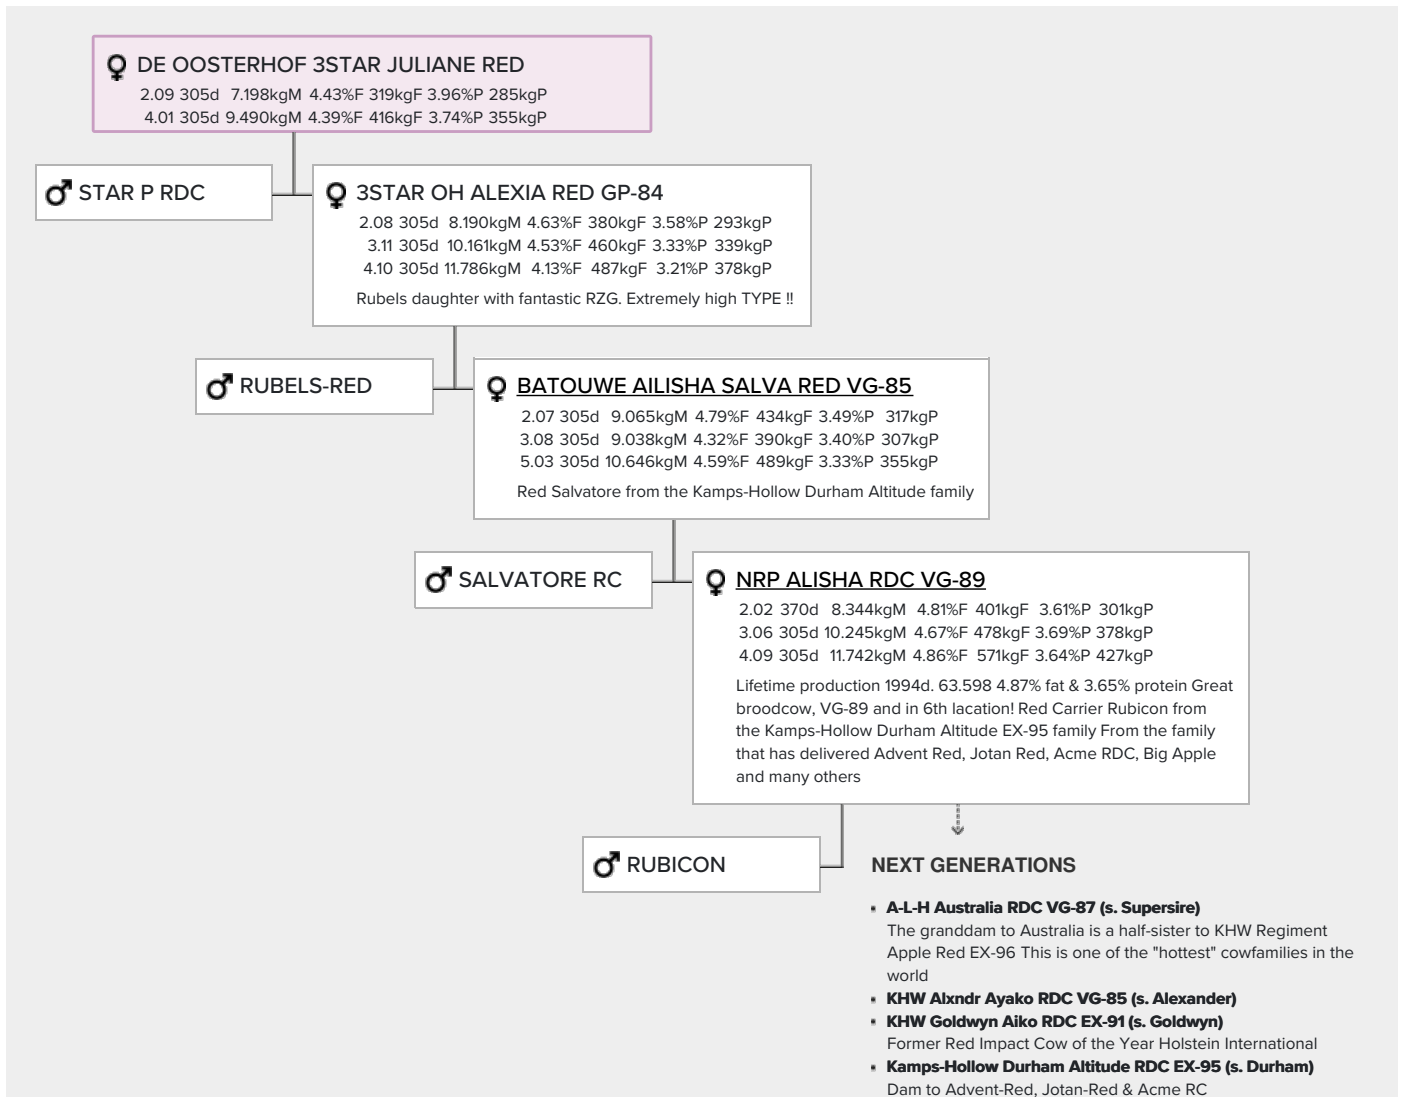 DE OOSTERHOF 3STAR JULIANE RED
2.09 305d 7.198kgM 4.43%F 319kgF 3.96%P 285kgP
4.01 305d 9.490kgM 4.39%F 416kgF 3.74%P 355kgP
STAR P RDC
3STAR OH ALEXIA RED GP-84
2.08 305d 8.190kgM 4.63%F 380kgF 3.58%P 293kgP
3.11 305d 10.161kgM 4.53%F 460kgF 3.33%P 339kgP
4.10 305d 11.786kgM 4.13%F 487kgF 3.21%P 378kgP
Rubels daughter with fantastic RZG. Extremely high TYPE !!
RUBELS-RED
BATOUWE AILISHA SALVA RED VG-85
2.07 305d 9.065kgM 4.79%F 434kgF 3.49%P 317kgP
3.08 305d 9.038kgM 4.32%F 390kgF 3.40%P 307kgP
5.03 305d 10.646kgM 4.59%F 489kgF 3.33%P 355kgP
Red Salvatore from the Kamps-Hollow Durham Altitude family
SALVATORE RC
NRP ALISHA RDC VG-89
2.02 370d 8.344kgM 4.81%F 401kgF 3.61%P 301kgP
3.06 305d 10.245kgM 4.67%F 478kgF 3.69%P 378kgP
4.09 305d 11.742kgM 4.86%F 571kgF 3.64%P 427kgP
Lifetime production 1994d. 63.598 4.87% fat & 3.65% protein Great
broodcow, VG-89 and in 6th lacation! Red Carrier Rubicon from
the Kamps-Hollow Durham Altitude EX-95 family From the family
that has delivered Advent Red, Jotan Red, Acme RDC, Big Apple
and many others
RUBICON
NEXT GENERATIONS
A-L-H Australia RDC VG-87 (s. Supersire)
The granddam to Australia is a half-sister to KHW Regiment
Apple Red EX-96 This is one of the "hottest" cowfamilies in the
world
KHW Alxndr Ayako RDC VG-85 (s. Alexander)
KHW Goldwyn Aiko RDC EX-91 (s. Goldwyn)
Former Red Impact Cow of the Year Holstein International
Kamps-Hollow Durham Altitude RDC EX-95 (s. Durham)
Dam to Advent-Red, Jotan-Red & Acme RC